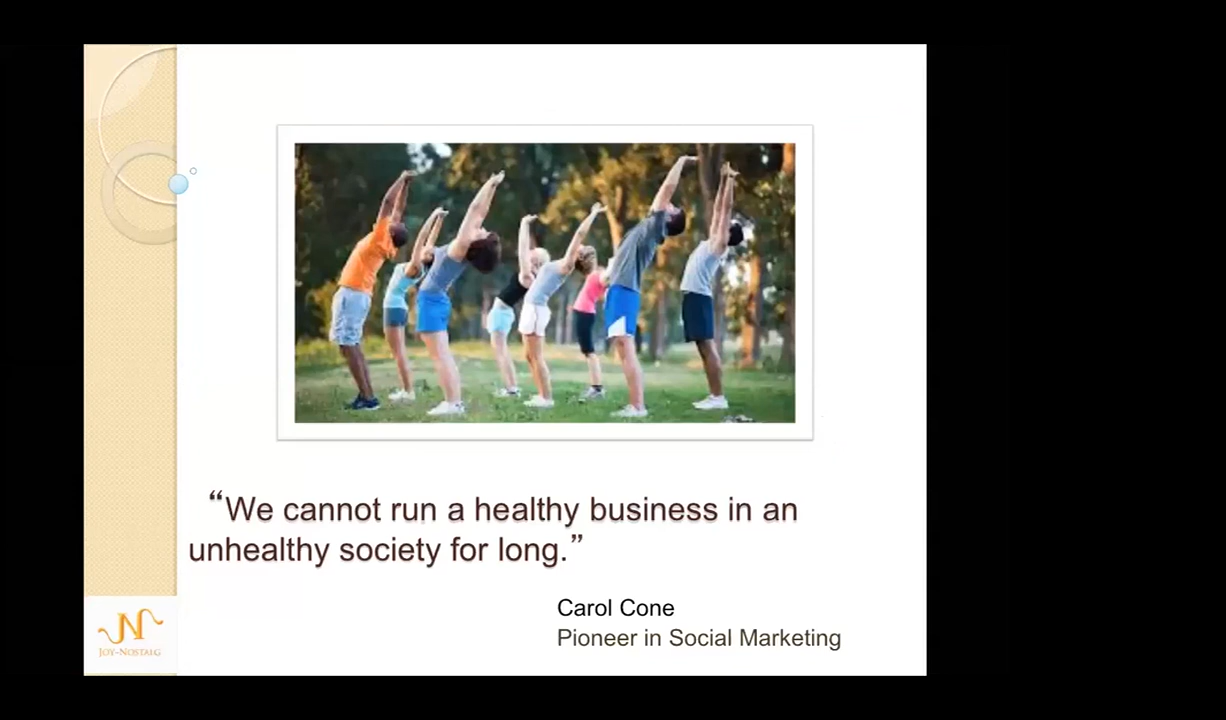 “We cannot run a healthy business in an
unhealthy society for long.”
Carol Cone
Pioneer in Social Marketing
N
JOY-NOSTALG